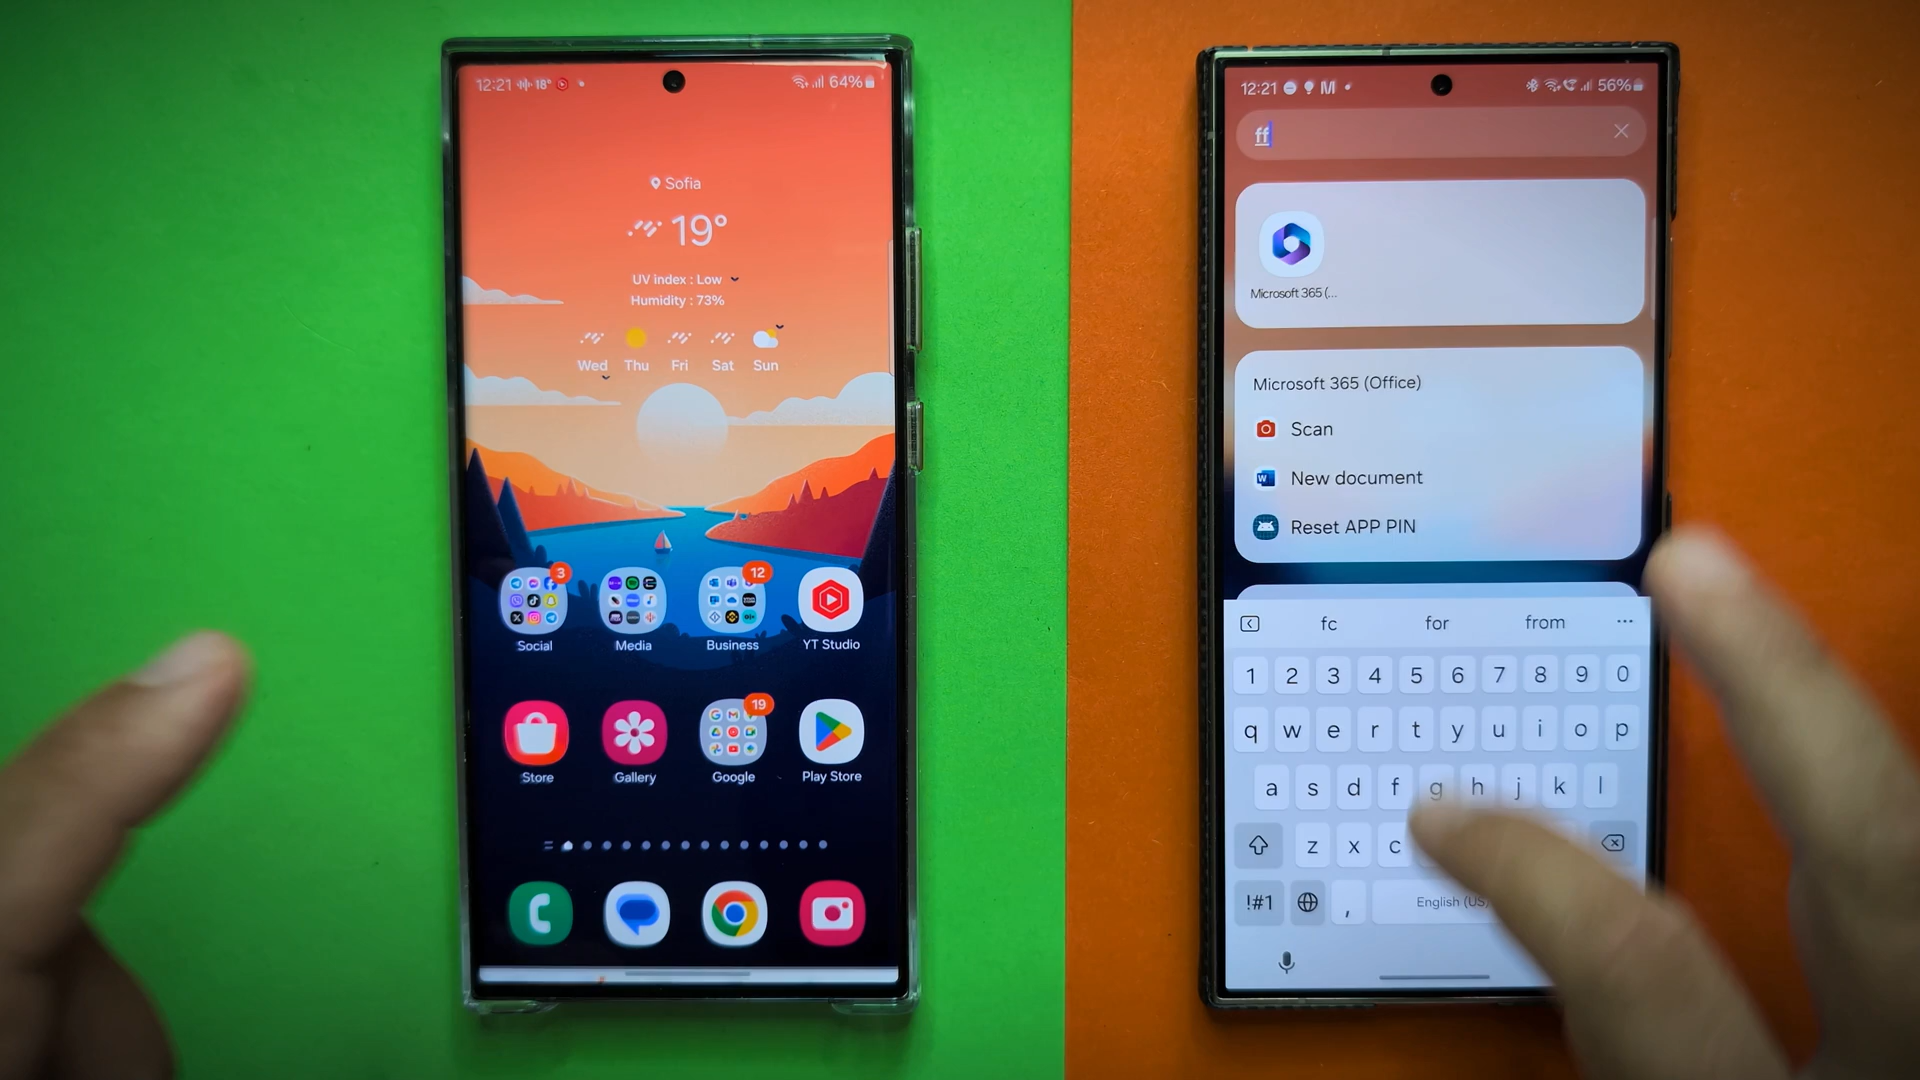 12:21 18°
64%
Sofia
19°
UV index : Low
Humidity : 73%
Wed Thu Fri Sat Sun
3
12
Social Media Business YT Studio
19
Store Gallery Google Play Store
12:21 M
56%
ff
Microsoft 365 (...
Microsoft 365 (Office)
Scan
New document
Reset APP PIN
fc for from ...
1 2 3 4 5 6 7 8 9 0
q w e r t y u i o p
a s d f g h j k l
z x c
!#1 , English (US)